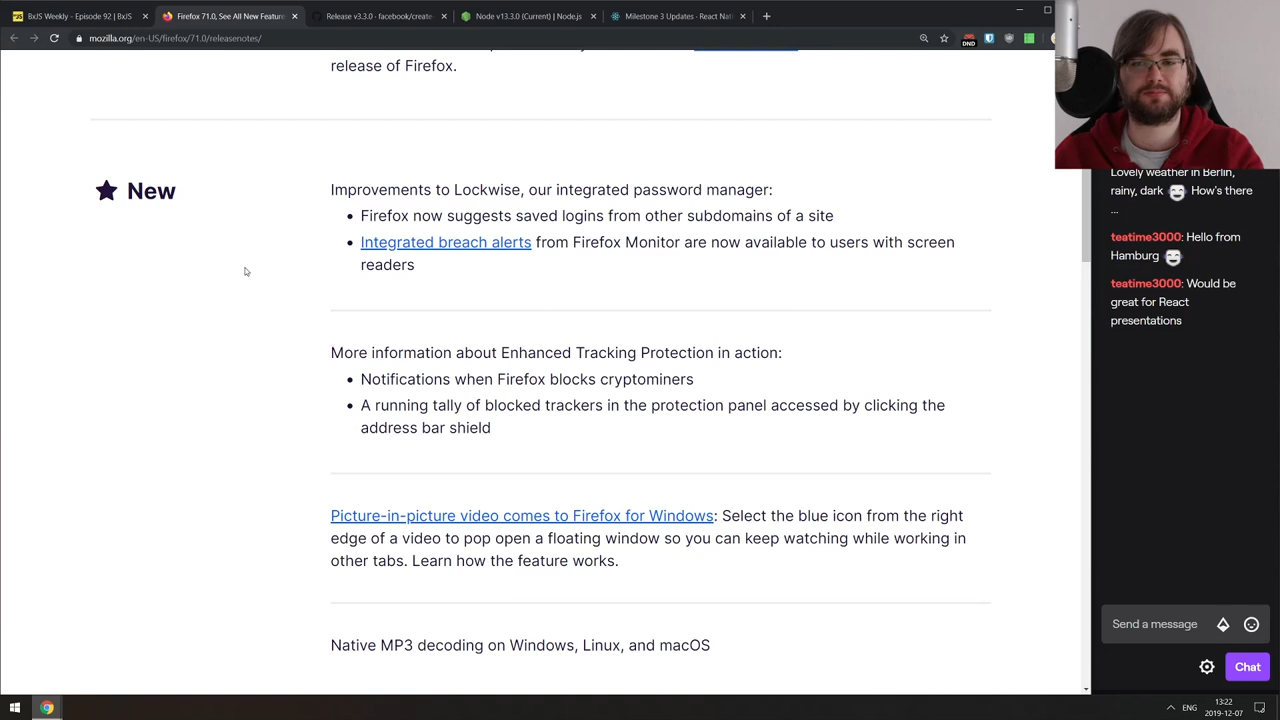 BxJS Weekly - Episode 92 | BxJS
Firefox 71.0, See All New Feature
Release v3.3.0 · facebook/create
Node v13.3.0 (Current) | Node.js
Milestone 3 Updates - React Nat
mozilla.org/en-US/firefox/71.0/releasenotes/
DND
release of Firefox.
New
Improvements to Lockwise, our integrated password manager:
• Firefox now suggests saved logins from other subdomains of a site
• Integrated breach alerts from Firefox Monitor are now available to users with screen
readers
More information about Enhanced Tracking Protection in action:
• Notifications when Firefox blocks cryptominers
• A running tally of blocked trackers in the protection panel accessed by clicking the
address bar shield
Picture-in-picture video comes to Firefox for Windows: Select the blue icon from the right
edge of a video to pop open a floating window so you can keep watching while working in
other tabs. Learn how the feature works.
Native MP3 decoding on Windows, Linux, and macOS
Lovely weather in Berlin,
rainy, dark How's there
...
teatime3000: Hello from
Hamburg
teatime3000: Would be
great for React
presentations
Send a message
Chat
ENG
13:22
2019-12-07